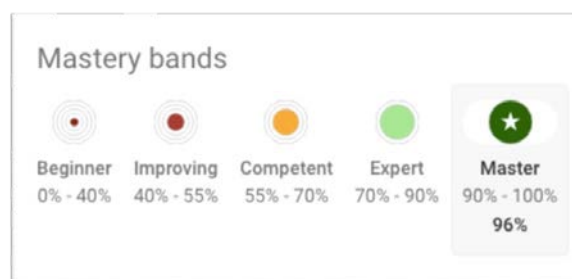 Mastery bands
Beginner Improving Competent Expert Master
0% - 40% 40% - 55% 55% - 70% 70% - 90% 90% - 100%
96%